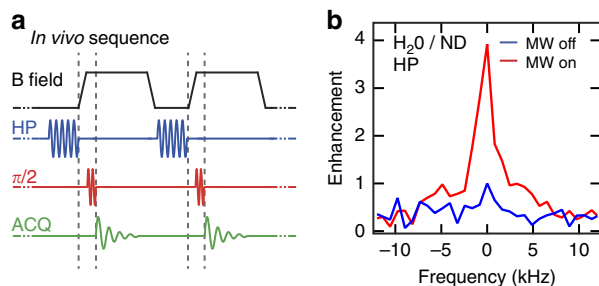 a
In vivo sequence
B field
HP
π/2
ACQ
b
H₂0 / ND
HP
MW off
MW on
Enhancement
4
3
2
1
0
−10 −5 0 5 10
Frequency (kHz)